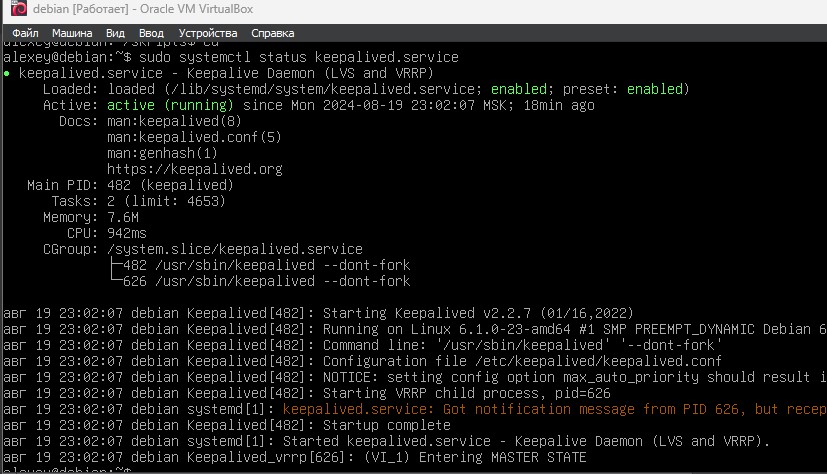 debian [Работает] - Oracle VM VirtualBox
Файл Машина Вид Ввод Устройства Справка
alexey@debian:~/skripts$ cd
alexey@debian:~$ sudo systemctl status keepalived.service
● keepalived.service - Keepalive Daemon (LVS and VRRP)
Loaded: loaded (/lib/systemd/system/keepalived.service; enabled; preset: enabled)
Active: active (running) since Mon 2024-08-19 23:02:07 MSK; 18min ago
Docs: man:keepalived(8)
man:keepalived.conf(5)
man:genhash(1)
https://keepalived.org
Main PID: 482 (keepalived)
Tasks: 2 (limit: 4653)
Memory: 7.6M
CPU: 942ms
CGroup: /system.slice/keepalived.service
├─482 /usr/sbin/keepalived --dont-fork
└─626 /usr/sbin/keepalived --dont-fork
авг 19 23:02:07 debian Keepalived[482]: Starting Keepalived v2.2.7 (01/16,2022)
авг 19 23:02:07 debian Keepalived[482]: Running on Linux 6.1.0-23-amd64 #1 SMP PREEMPT_DYNAMIC Debian 6
авг 19 23:02:07 debian Keepalived[482]: Command line: '/usr/sbin/keepalived' '--dont-fork'
авг 19 23:02:07 debian Keepalived[482]: Configuration file /etc/keepalived/keepalived.conf
авг 19 23:02:07 debian Keepalived[482]: NOTICE: setting config option max_auto_priority should result i
авг 19 23:02:07 debian Keepalived[482]: Starting VRRP child process, pid=626
авг 19 23:02:07 debian systemd[1]: keepalived.service: Got notification message from PID 626, but recep
авг 19 23:02:07 debian Keepalived[482]: Startup complete
авг 19 23:02:07 debian systemd[1]: Started keepalived.service - Keepalive Daemon (LVS and VRRP).
авг 19 23:02:07 debian Keepalived_vrrp[626]: (VI_1) Entering MASTER STATE
alexey@debian:~$